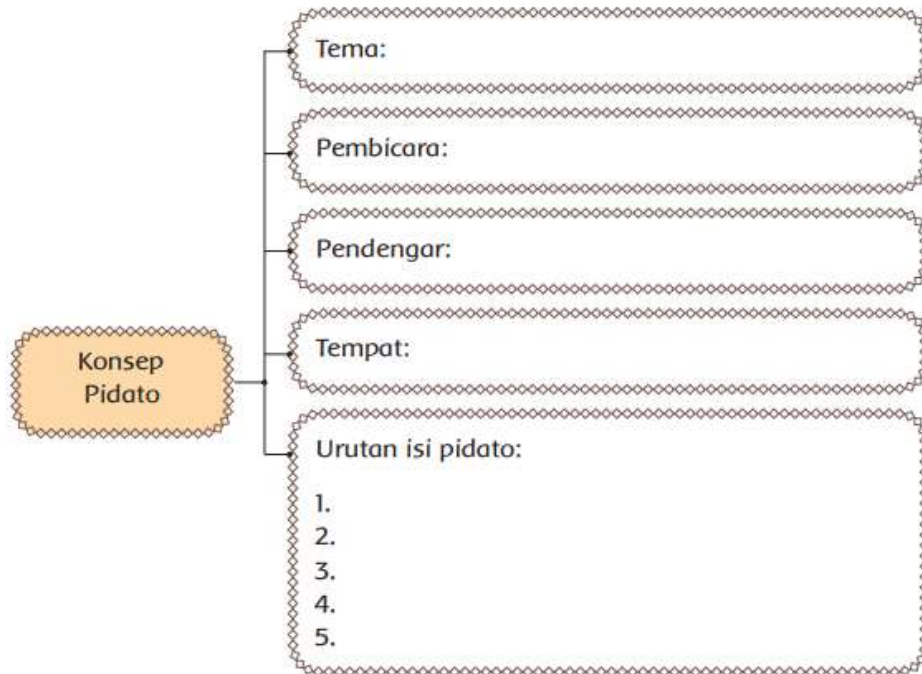 Tema:
Pembicara:
Pendengar:
Tempat:
Konsep
Pidato
Urutan isi pidato:
1.
2.
3.
4.
5.